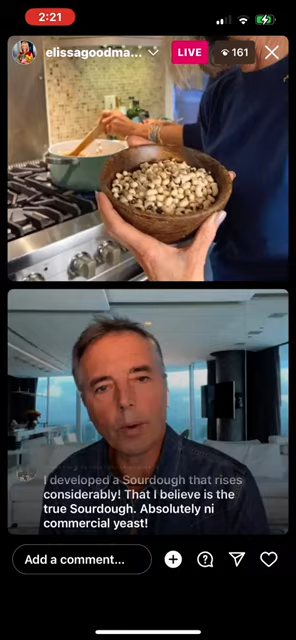 2:21
elissagoodma...
LIVE
161
I developed a Sourdough that rises
considerably! That I believe is the
true Sourdough. Absolutely ni
commercial yeast!
Add a comment...